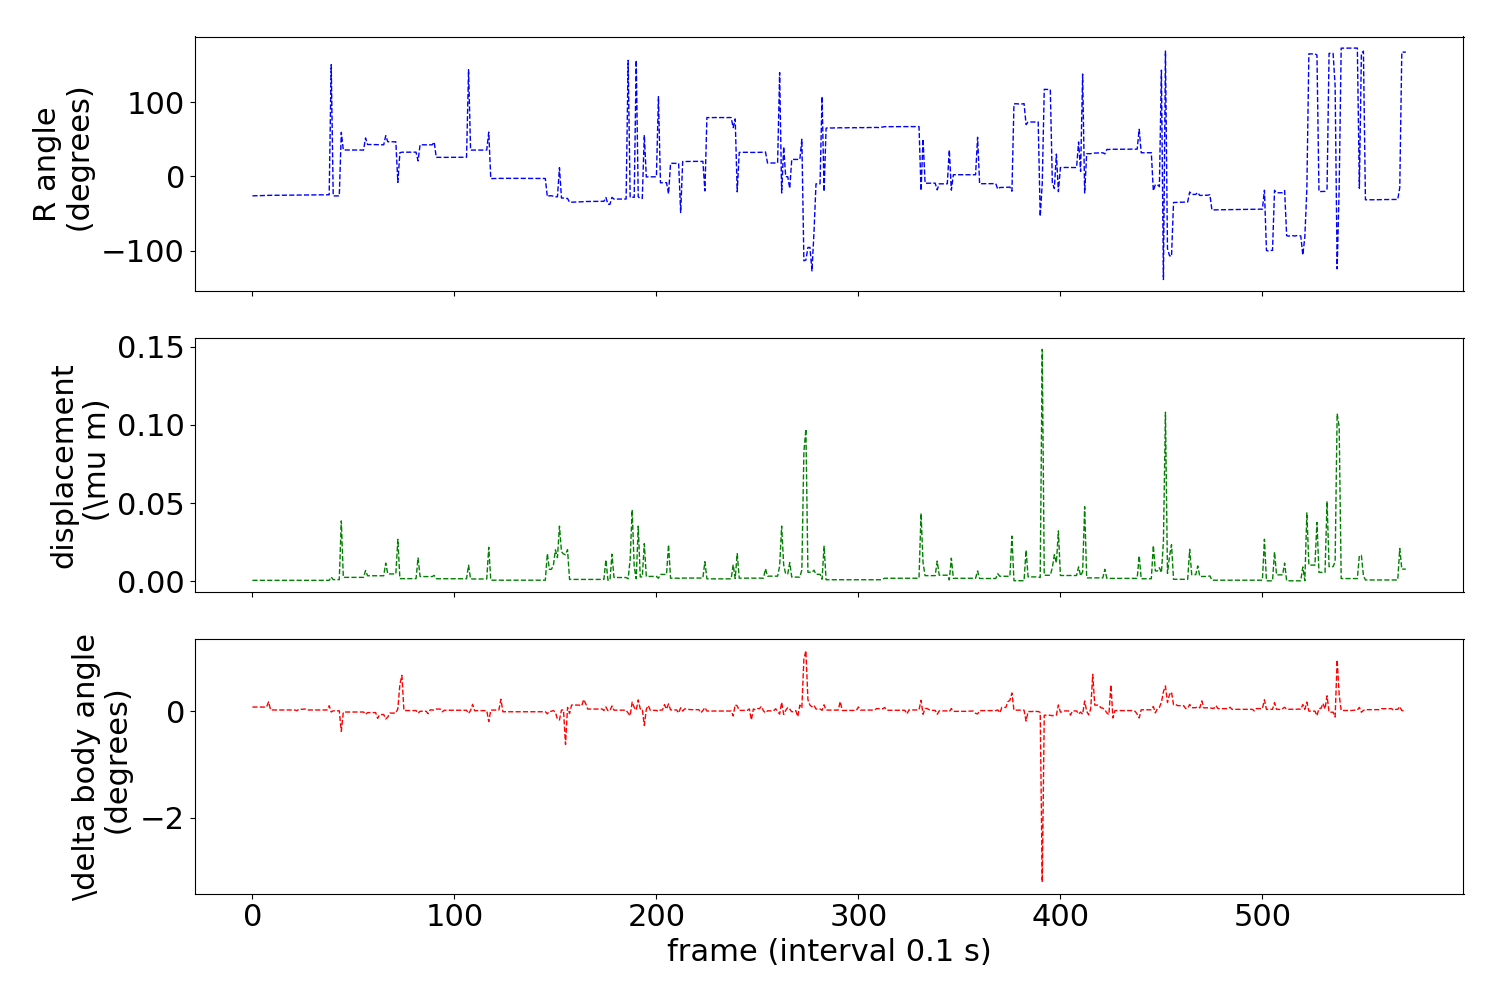 R angle
(degrees)
100
0
−100
displacement
(\mu m)
0.15
0.10
0.05
0.00
\delta body angle
(degrees)
0
−2
0 100 200 300 400 500
frame (interval 0.1 s)